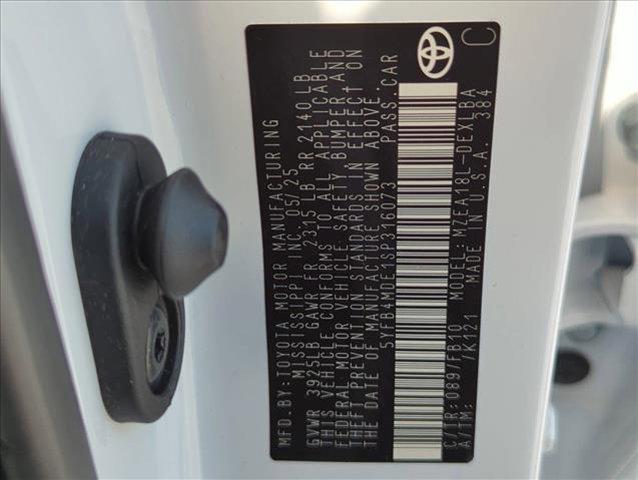 MFD.BY:TOYOTA MOTOR MANUFACTURING
MISSISSIPPI INC. 05/25
GVWR 3925LB GAWR FR 2315 LB RR 2140LB
THIS VEHICLE CONFORMS TO ALL APPLICABLE
FEDERAL MOTOR VEHICLE SAFETY, BUMPER AND
THEFT PREVENTION STANDARDS IN EFFECT ON
THE DATE OF MANUFACTURE SHOWN ABOVE.
5YFB4MDE1SP316073 PASS.CAR
C/TR: 089/FB10 MODEL: MZEA18L-DEXLBA
A/TM: /K121 MADE IN U.S.A. 384
C